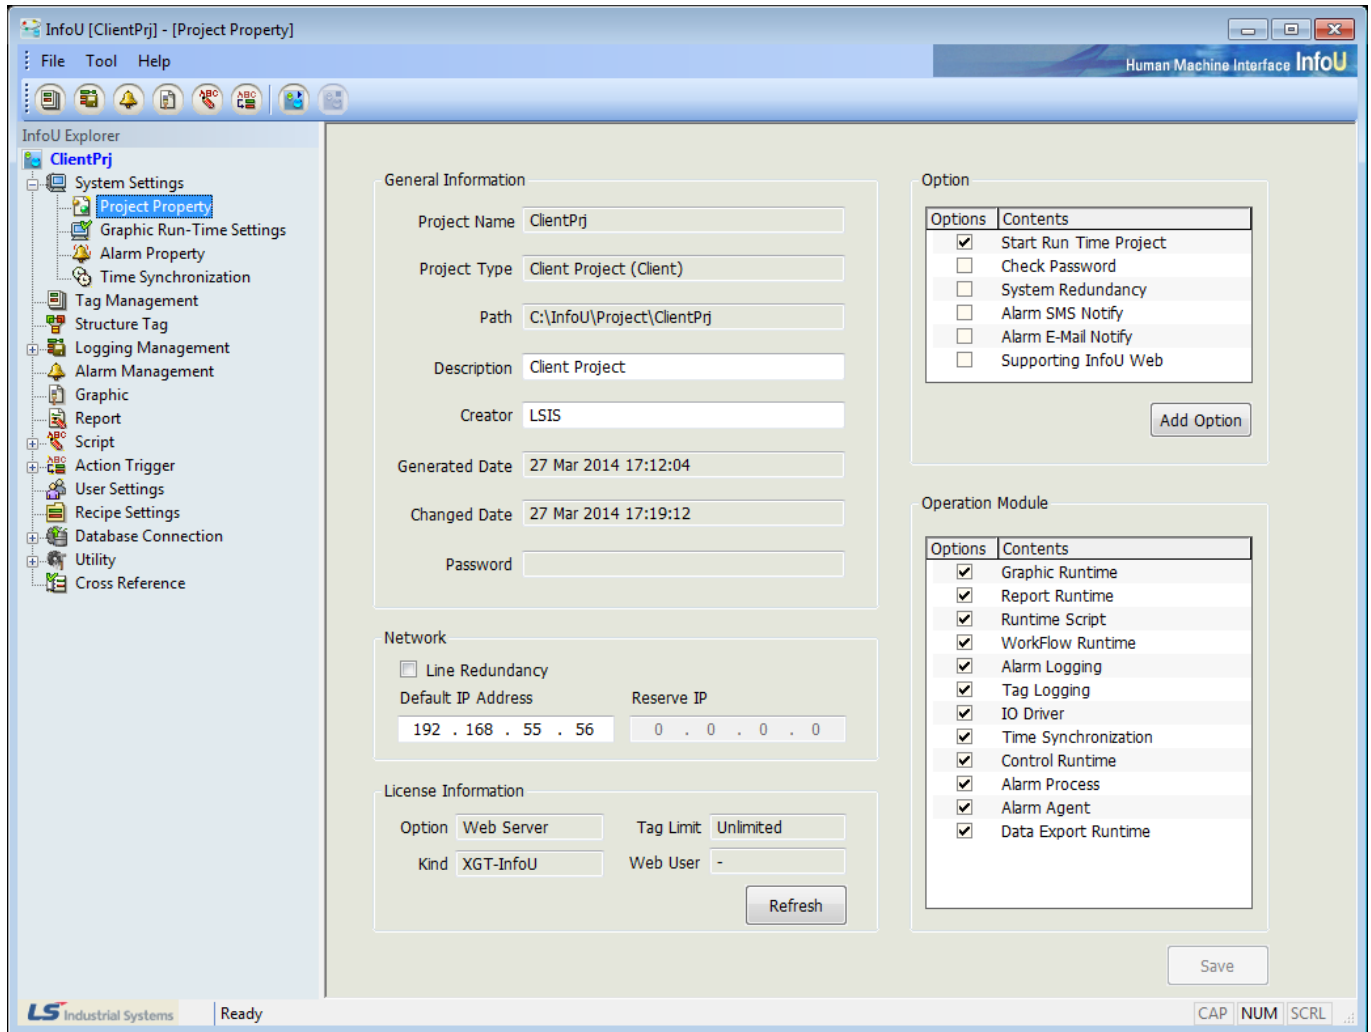 InfoU [ClientPrj] - [Project Property]
File Tool Help
Human Machine Interface InfoU
InfoU Explorer
ClientPrj
System Settings
Project Property
Graphic Run-Time Settings
Alarm Property
Time Synchronization
Tag Management
Structure Tag
Logging Management
Alarm Management
Graphic
Report
Script
Action Trigger
User Settings
Recipe Settings
Database Connection
Utility
Cross Reference
General Information
Project Name ClientPrj
Project Type Client Project (Client)
Path C:\InfoU\Project\ClientPrj
Description Client Project
Creator LSIS
Generated Date 27 Mar 2014 17:12:04
Changed Date 27 Mar 2014 17:19:12
Password
Network
Line Redundancy
Default IP Address Reserve IP
192 . 168 . 55 . 56 0 . 0 . 0 . 0
License Information
Option Web Server Tag Limit Unlimited
Kind XGT-InfoU Web User -
Refresh
Option
Options Contents
Start Run Time Project
Check Password
System Redundancy
Alarm SMS Notify
Alarm E-Mail Notify
Supporting InfoU Web
Add Option
Operation Module
Options Contents
Graphic Runtime
Report Runtime
Runtime Script
WorkFlow Runtime
Alarm Logging
Tag Logging
IO Driver
Time Synchronization
Control Runtime
Alarm Process
Alarm Agent
Data Export Runtime
Save
LS Industrial Systems Ready CAP NUM SCRL